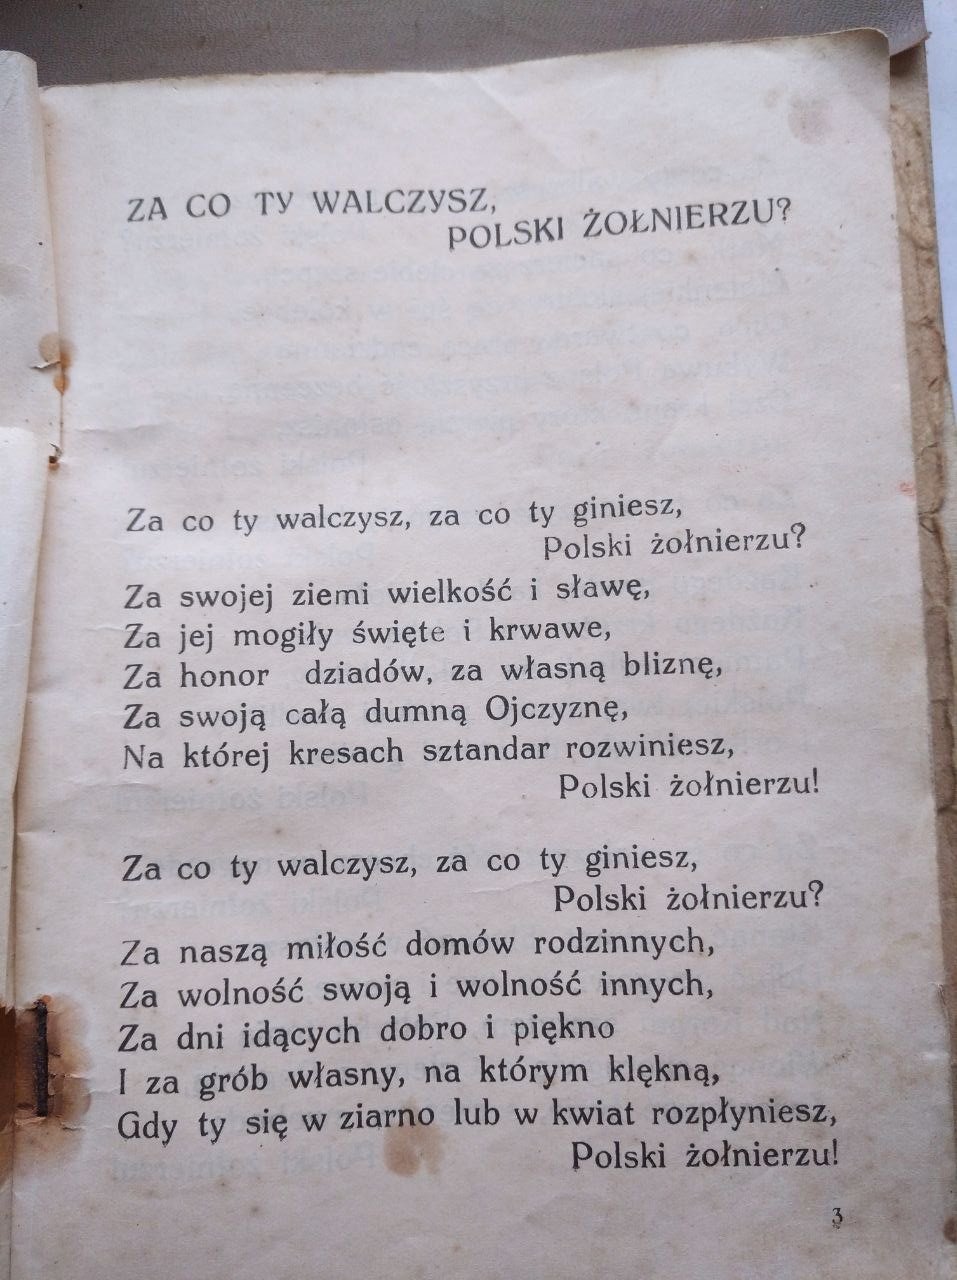 ZA CO TY WALCZYSZ,
POLSKI ŻOŁNIERZU?
Za co ty walczysz, za co ty giniesz,
Polski żołnierzu?
Za swojej ziemi wielkość i sławę,
Za jej mogiły święte i krwawe,
Za honor dziadów, za własną bliznę,
Za swoją całą dumną Ojczyznę,
Na której kresach sztandar rozwiniesz,
Polski żołnierzu!
Za co ty walczysz, za co ty giniesz,
Polski żołnierzu?
Za naszą miłość domów rodzinnych,
Za wolność swoją i wolność innych,
Za dni idących dobro i piękno
I za grób własny, na którym klękną,
Gdy ty się w ziarno lub w kwiat rozpłyniesz,
Polski żołnierzu!
3